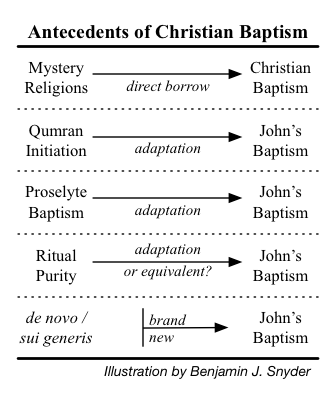 Antecedents of Christian Baptism
Mystery
Religions
direct borrow
Christian
Baptism
Qumran
Initiation
adaptation
John's
Baptism
Proselyte
Baptism
adaptation
John's
Baptism
Ritual
Purity
adaptation
or equivalent?
John's
Baptism
de novo /
sui generis
brand
new
John's
Baptism
Illustration by Benjamin J. Snyder